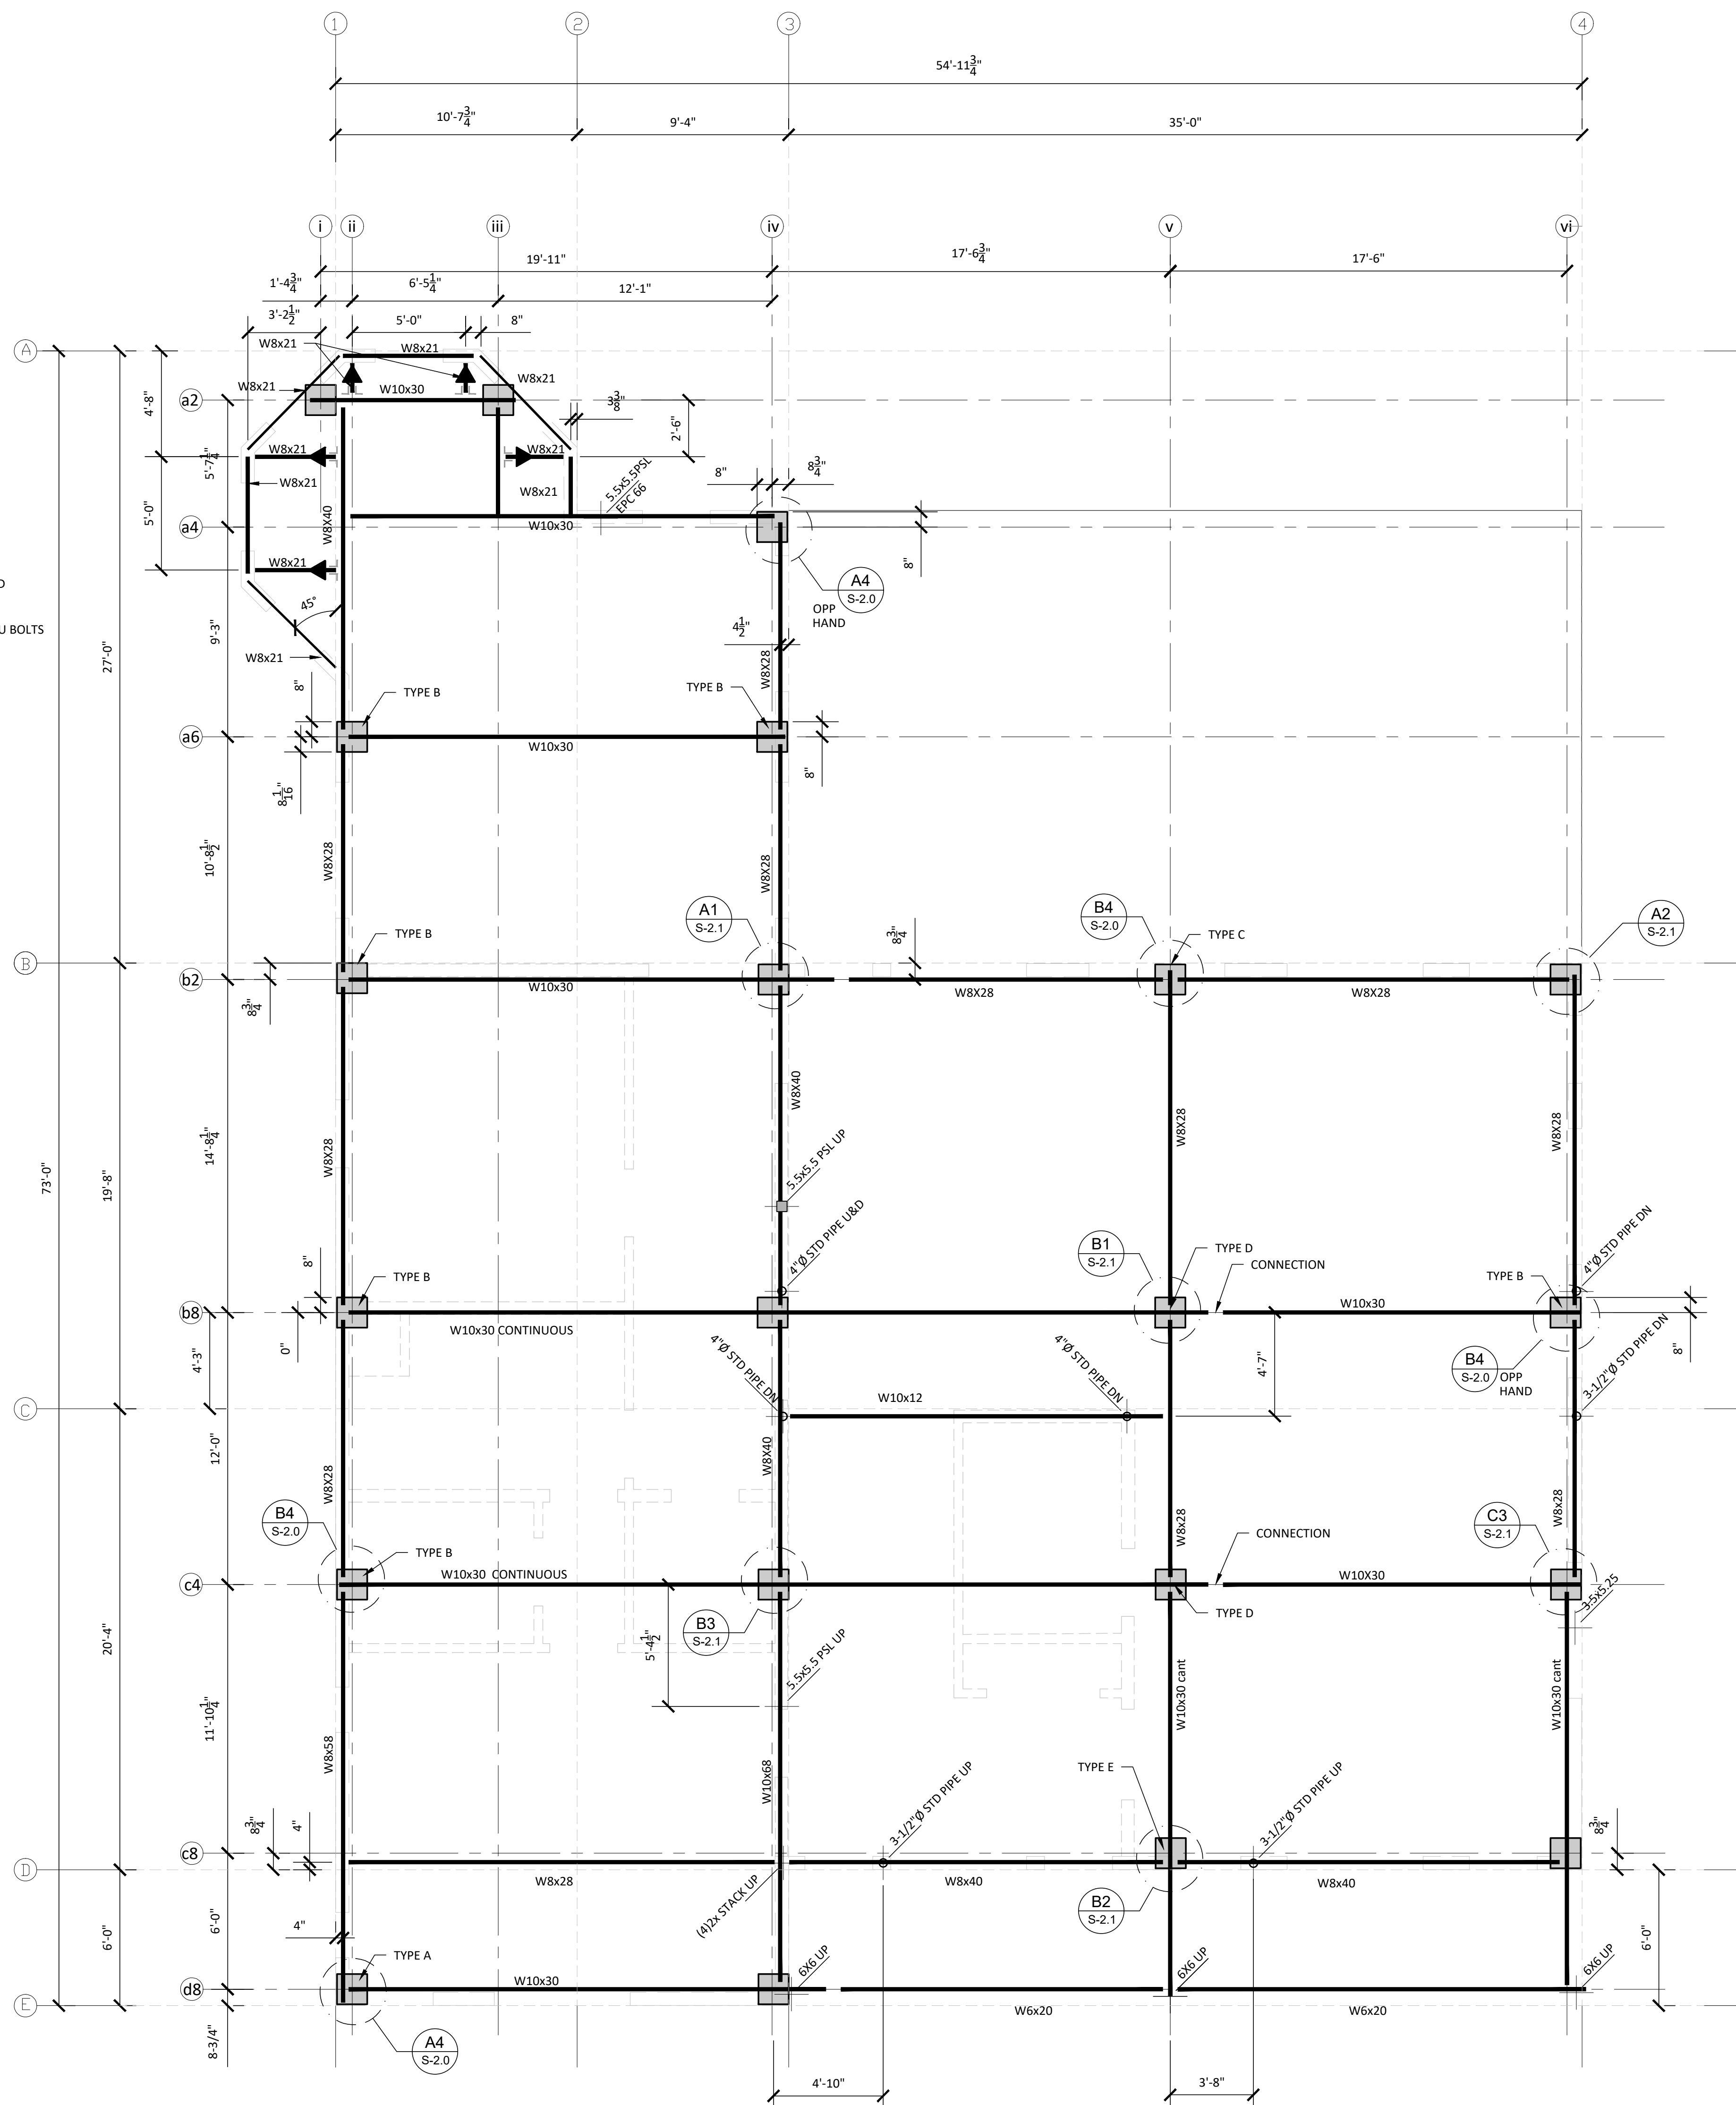 1
2
3
4
54'-11 3/4"
10'-7 3/4"
9'-4"
35'-0"
i
ii
iii
iv
v
vi
19'-11"
17'-6 3/4"
17'-6"
1'-4 3/4"
6'-5 1/4"
12'-1"
3'-2 1/2"
5'-0"
8"
W8x21
W8x21
A
W8x21
W8x21
W10x30
4'-8"
a2
3 3/8"
2'-6"
W8x21
W8x21
5'-7 1/4"
8"
8 3/4"
W8x21
W8x21
5.5x5.5PSL
EPC 66
5'-0"
W8X40
W10x30
a4
8"
W8x21
A4
S-2.0
D
OPP
HAND
45°
U BOLTS
9'-3"
4 1/2"
27'-0"
W8x21
W8X28
8"
TYPE B
TYPE B
a6
W10x30
8"
8 1/16"
10'-8 1/2"
W8X28
W8X28
A1
S-2.1
B4
S-2.0
A2
S-2.1
8 3/4"
TYPE B
TYPE C
B
b2
W10x30
W8X28
W8X28
8 3/4"
W8X40
14'-8 1/4"
W8X28
W8X28
W8X28
73'-0"
19'-8"
5.5x5.5 PSL UP
4"Ø STD PIPE U&D
4"Ø STD PIPE DN
B1
S-2.1
TYPE D
CONNECTION
8"
TYPE B
TYPE B
b8
W10x30
W10x30 CONTINUOUS
0"
4'-3"
4"Ø STD PIPE DN
4"Ø STD PIPE DN
4'-7"
B4
S-2.0
OPP
HAND
3-1/2"Ø STD PIPE DN
8"
W10x12
C
12'-0"
W8X40
W8X28
W8x28
W8x28
B4
S-2.0
C3
S-2.1
CONNECTION
TYPE B
c4
W10x30 CONTINUOUS
W10X30
3.5x5.25
TYPE D
B3
S-2.1
5'-4 1/2"
20'-4"
5.5x5.5 PSL UP
W10x30 cant
W10x30 cant
11'-10 1/4"
W8x58
W10x68
TYPE E
3-1/2"Ø STD PIPE UP
3-1/2"Ø STD PIPE UP
8 3/4"
4"
8 3/4"
c8
D
W8x28
W8x40
W8x40
(4)2x STACK UP
B2
S-2.1
6'-0"
6'-0"
4"
6'-0"
TYPE A
6X6 UP
6X6 UP
6X6 UP
d8
W10x30
E
W6x20
W6x20
8-3/4"
A4
S-2.0
4'-10"
3'-8"